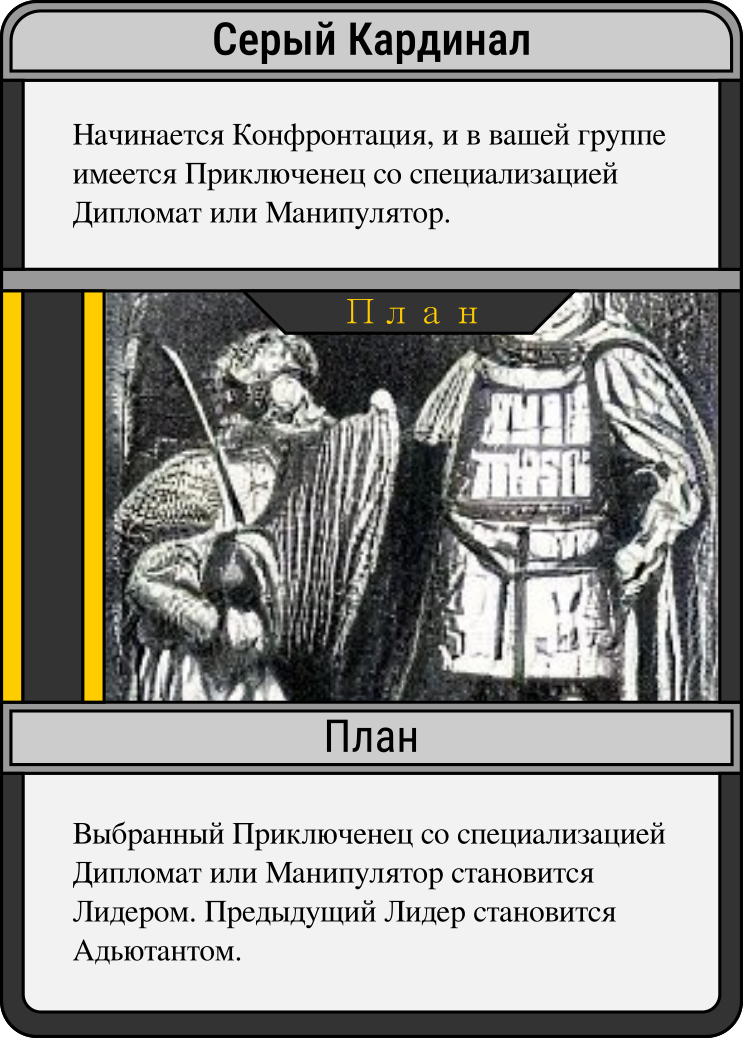 Серый Кардинал
Начинается Конфронтация, и в вашей группе
имеется Приключенец со специализацией
Дипломат или Манипулятор.
План
План
Выбранный Приключенец со специализацией
Дипломат или Манипулятор становится
Лидером. Предыдущий Лидер становится
Адьютантом.